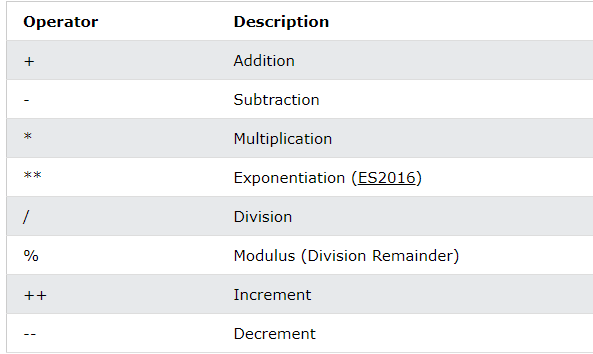 Operator Description
+ Addition
- Subtraction
* Multiplication
** Exponentiation (ES2016)
/ Division
% Modulus (Division Remainder)
++ Increment
-- Decrement